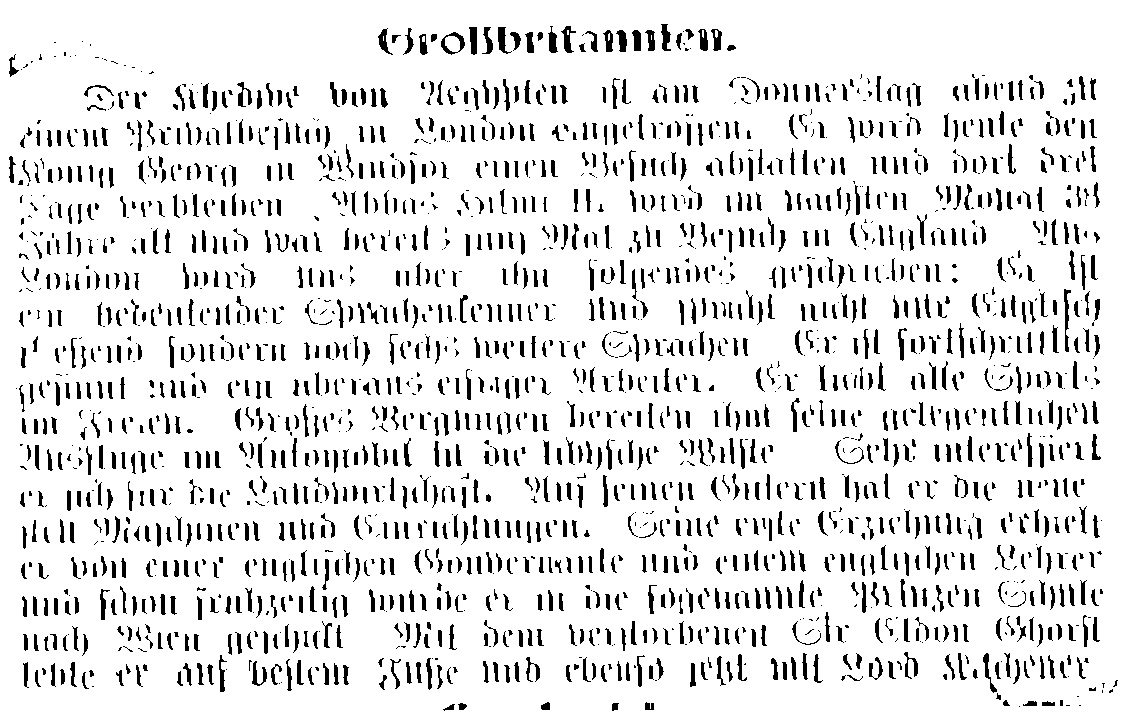 Großbritannien.
Der Khedive von Aegypten ist am Donnerstag abend zu
einem Privatbesuch in London eingetroffen. Er wird heute den
König Georg in Windsor einen Besuch abstatten und dort drei
Tage verbleiben. Abbas Hilmi II. wird im nächsten Monat 38
Jahre alt und war bereits fünf Mal zu Besuch in England. Aus
London wird uns über ihn folgendes geschrieben: Er ist
ein bedeutender Sprachenkenner und spricht nicht nur Englisch
fließend sondern noch sechs weitere Sprachen. Er ist fortschrittlich
gesinnt und ein überaus eifriger Arbeiter. Er liebt alle Sports
im Freien. Großes Vergnügen bereiten ihm seine gelegentlichen
Ausflüge im Automobil in die libysche Wüste. Sehr interessiert
er sich für die Landwirtschaft. Auf seinen Gütern hat er die neue-
sten Maschinen und Einrichtungen. Seine erste Erziehung erhielt
er von einer englischen Gouvernante und einem englischen Lehrer
und schon frühzeitig wurde er in die sogenannte Prinzen Schule
nach Wien geschickt. Mit dem verstorbenen Sir Eldon Ghorst
lebte er auf bestem Fuße und ebenso jetzt mit Lord Kitchener